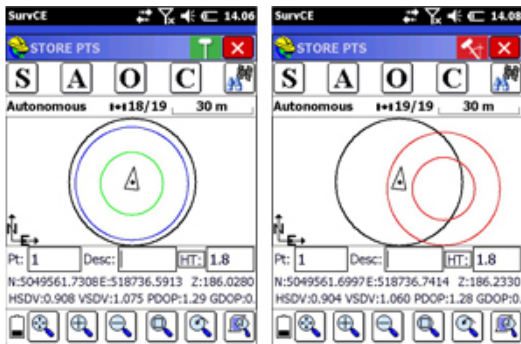 SurvCE 14.06
STORE PTS
S A O C
Autonomous 18/19 30 m
N
E
Pt: 1 Desc: HT: 1.8
N:5049561.7308E:518736.5913 Z:186.0280
HSDV:0.908 VSDV:1.075 PDOP:1.29 GDOP:0.
SurvCE 14.08
STORE PTS
S A O C
Autonomous 19/19 30 m
N
E
Pt: 1 Desc: HT: 1.8
N:5049561.6997E:518736.7414 Z:186.2330
HSDV:0.904 VSDV:1.060 PDOP:1.28 GDOP:0.